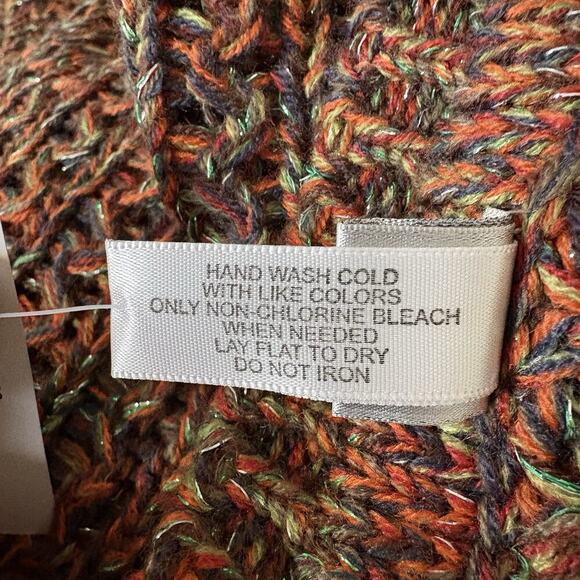 HAND WASH COLD
WITH LIKE COLORS
ONLY NON-CHLORINE BLEACH
WHEN NEEDED
LAY FLAT TO DRY
DO NOT IRON